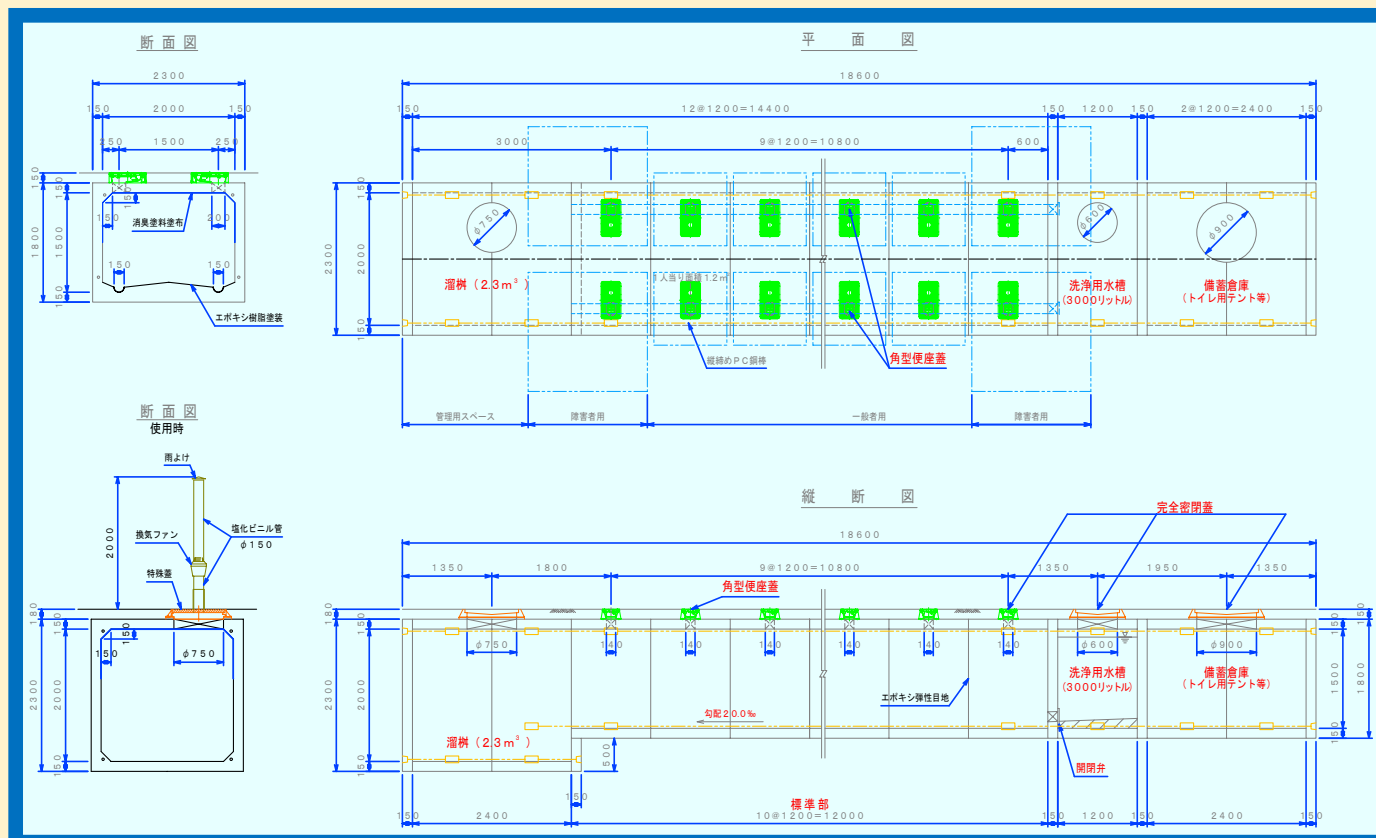 断面図
2300
150 2000 150
250 1500 250
150
150
150
150 200
消臭塗料塗布
1800
1500
150 150
150
エポキシ樹脂塗装
平面図
18600
150 12@1200=14400 150 1200 150 2@1200=2400 150
3000 9@1200=10800 600
150
2300
2000
150
φ750
φ600
φ900
1人当り面積1.2㎡
溜桝(2.3m³)
洗浄用水槽
(3000リットル)
備蓄倉庫
(トイレ用テント等)
縦締めPC鋼棒
角型便座蓋
管理用スペース 障害者用 一般者用 障害者用
断面図
使用時
雨よけ
2000
換気ファン
塩化ビニル管
φ150
特殊蓋
180
150
150
150
φ750
2300
2000
150
縦断図
完全密閉蓋
18600
1350 1800 9@1200=10800 1350 1950 1350
角型便座蓋
180
150
150
150
φ750 140 140 140 140 140 140 φ600 φ900
2300
2000
1500
1800
洗浄用水槽
(3000リットル)
備蓄倉庫
(トイレ用テント等)
エポキシ弾性目地
勾配20.0‰
溜桝(2.3m³)
500
150
150
開閉弁
150
標準部
150 2400 10@1200=12000 150 1200 150 2400 150